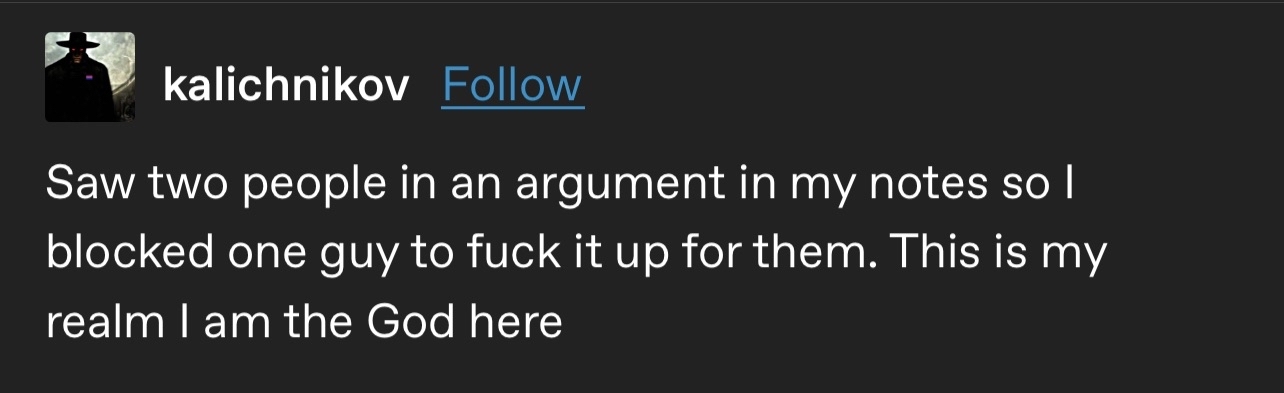 kalichnikov Follow
Saw two people in an argument in my notes so I
blocked one guy to fuck it up for them. This is my
realm I am the God here